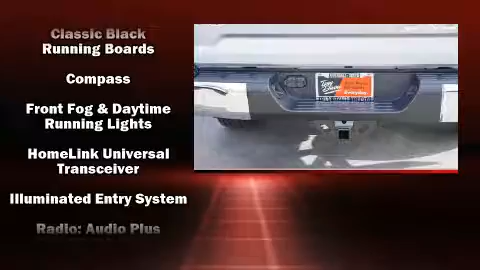 Classic Black
Running Boards
Compass
Front Fog & Daytime
Running Lights
HomeLink Universal
Transceiver
Illuminated Entry System
Radio: Audio Plus